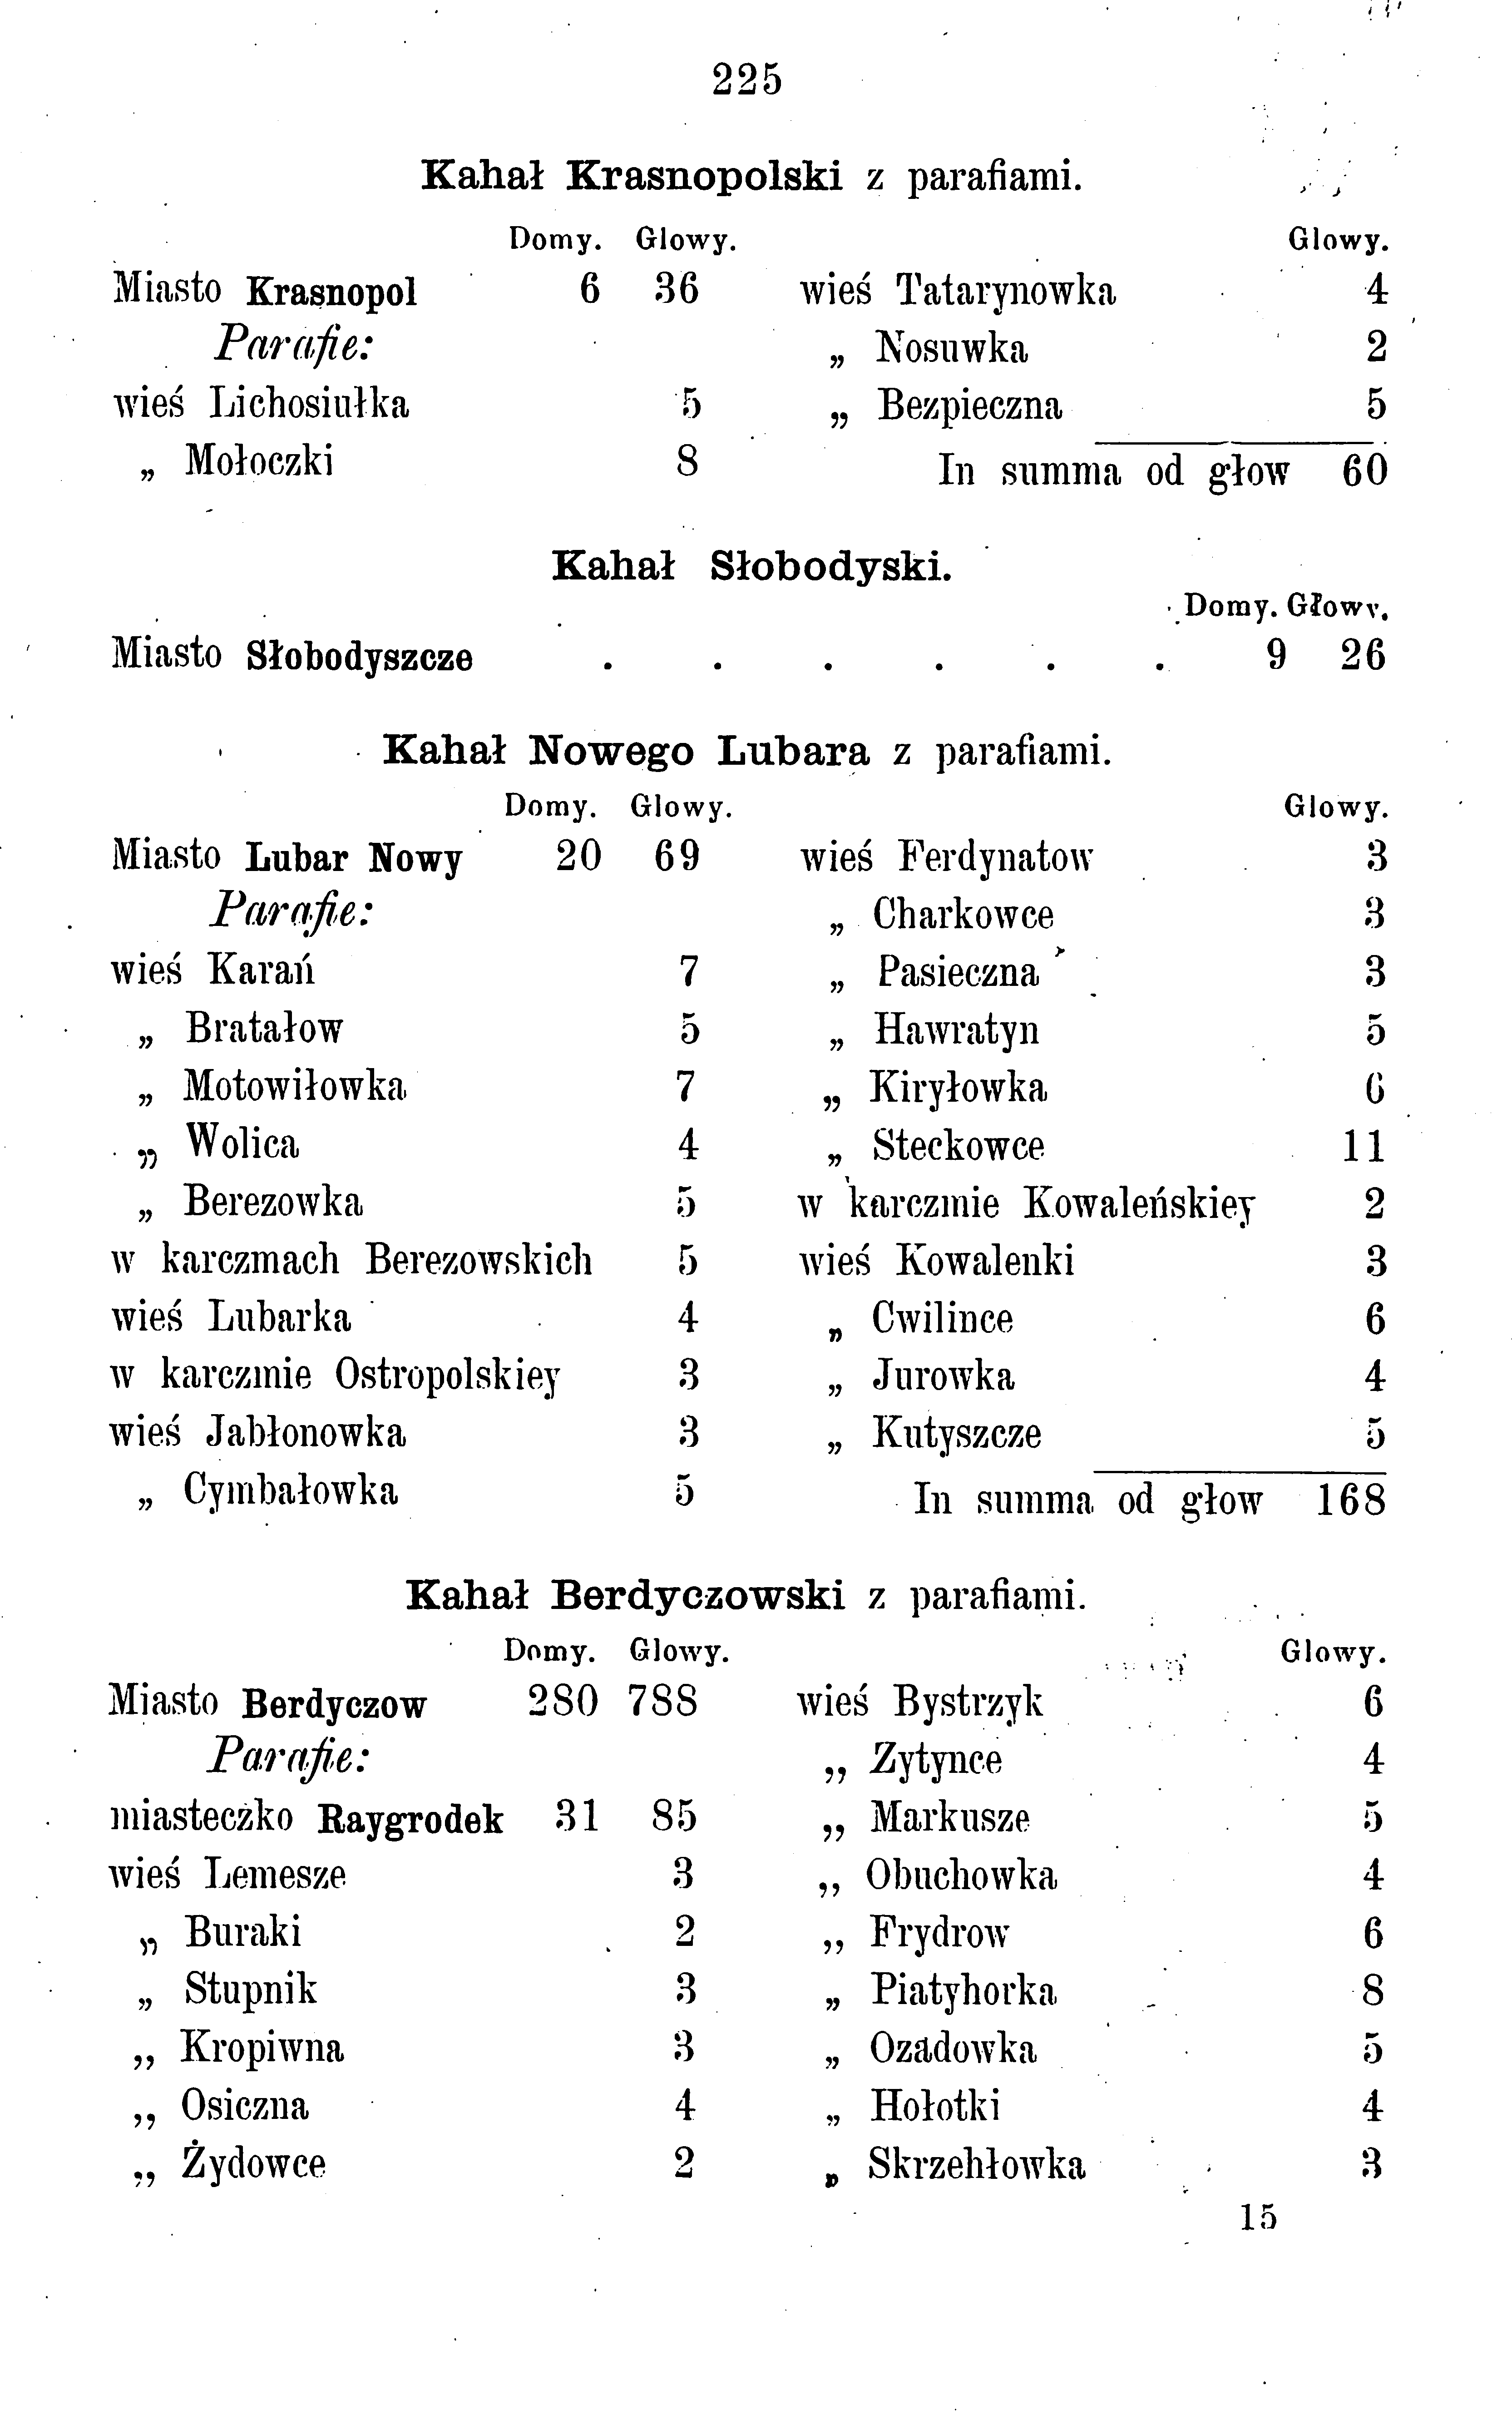 225
Kahał Krasnopolski z parafiami.
Domy. Glowy.
Miasto Krasnopol 6 36
Parafie:
wieś Lichosiułka 5
„ Mołoczki 8
Glowy.
wieś Tatarynowka 4
„ Nosuwka 2
„ Bezpieczna 5
In summa od głow 60
Kahał Słobodyski.
Domy. Głowy.
Miasto Słobodyszcze . . . . . . 9 26
Kahał Nowego Lubara z parafiami.
Domy. Glowy.
Miasto Lubar Nowy 20 69
Parafie:
wieś Karań 7
„ Bratałow 5
„ Motowiłowka 7
„ Wolica 4
„ Berezowka 5
w karczmach Berezowskich 5
wieś Lubarka 4
w karczmie Ostropolskiey 3
wieś Jabłonowka 3
„ Cymbałowka 5
Glowy.
wieś Ferdynatow 3
„ Charkowce 3
„ Pasieczna 3
„ Hawratyn 5
„ Kiryłowka 6
„ Steckowce 11
w karczmie Kowaleńskiey 2
wieś Kowalenki 3
„ Cwilince 6
„ Jurowka 4
„ Kutyszcze 5
In summa od głow 168
Kahał Berdyczowski z parafiami.
Domy. Glowy.
Miasto Berdyczow 280 788
Parafie:
miasteczko Raygrodek 31 85
wieś Lemesze 3
„ Buraki 2
„ Stupnik 3
,, Kropiwna 3
,, Osiczna 4
,, Żydowce 2
Glowy.
wieś Bystrzyk 6
,, Zytynce 4
,, Markusze 5
,, Obuchowka 4
,, Frydrow 6
„ Piatyhorka 8
„ Ozadowka 5
„ Hołotki 4
„ Skrzehłowka 3
15